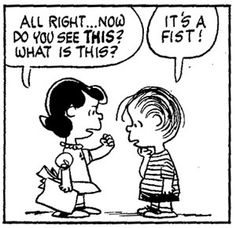 ALL RIGHT...NOW
DO YOU SEE THIS?
WHAT IS THIS?
IT'S A
FIST!